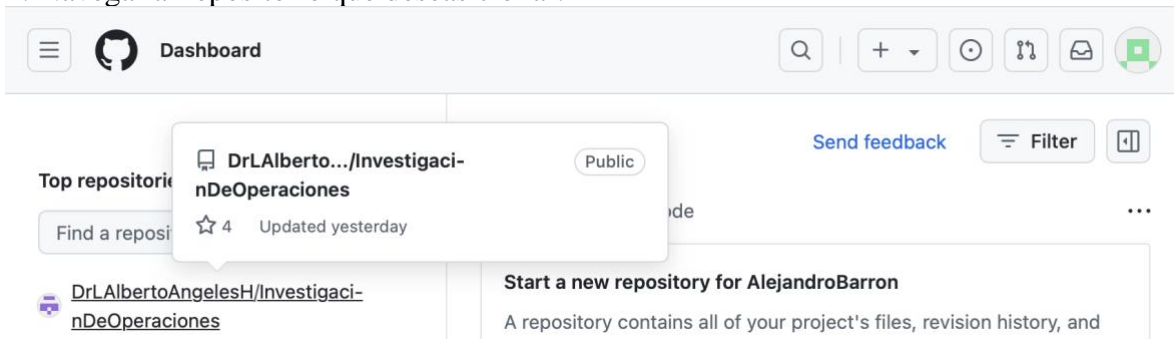 Dashboard
Send feedback
Filter
DrLAlberto.../Investigaci-
nDeOperaciones
Public
4 Updated yesterday
Top repositorie
Find a reposi
DrLAlbertoAngelesH/Investigaci-
nDeOperaciones
Start a new repository for AlejandroBarron
A repository contains all of your project's files, revision history, and